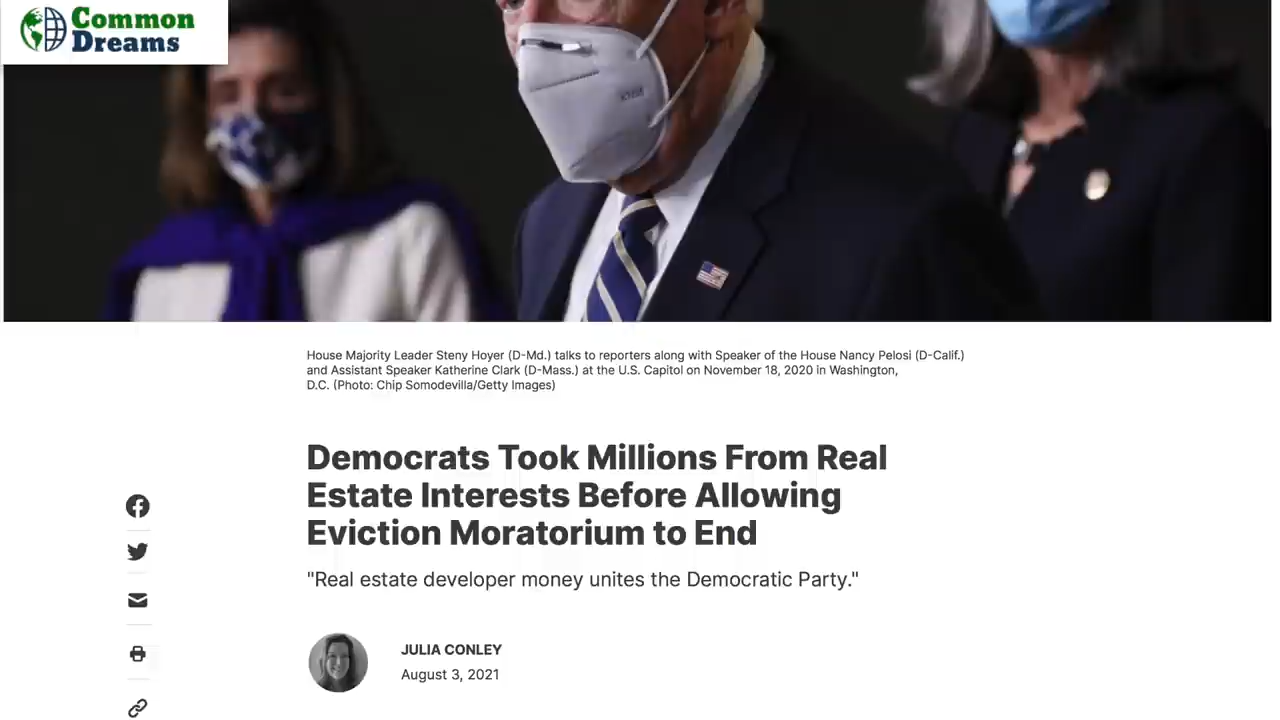 Common
Dreams
House Majority Leader Steny Hoyer (D-Md.) talks to reporters along with Speaker of the House Nancy Pelosi (D-Calif.)
and Assistant Speaker Katherine Clark (D-Mass.) at the U.S. Capitol on November 18, 2020 in Washington,
D.C. (Photo: Chip Somodevilla/Getty Images)
Democrats Took Millions From Real
Estate Interests Before Allowing
Eviction Moratorium to End
"Real estate developer money unites the Democratic Party."
JULIA CONLEY
August 3, 2021